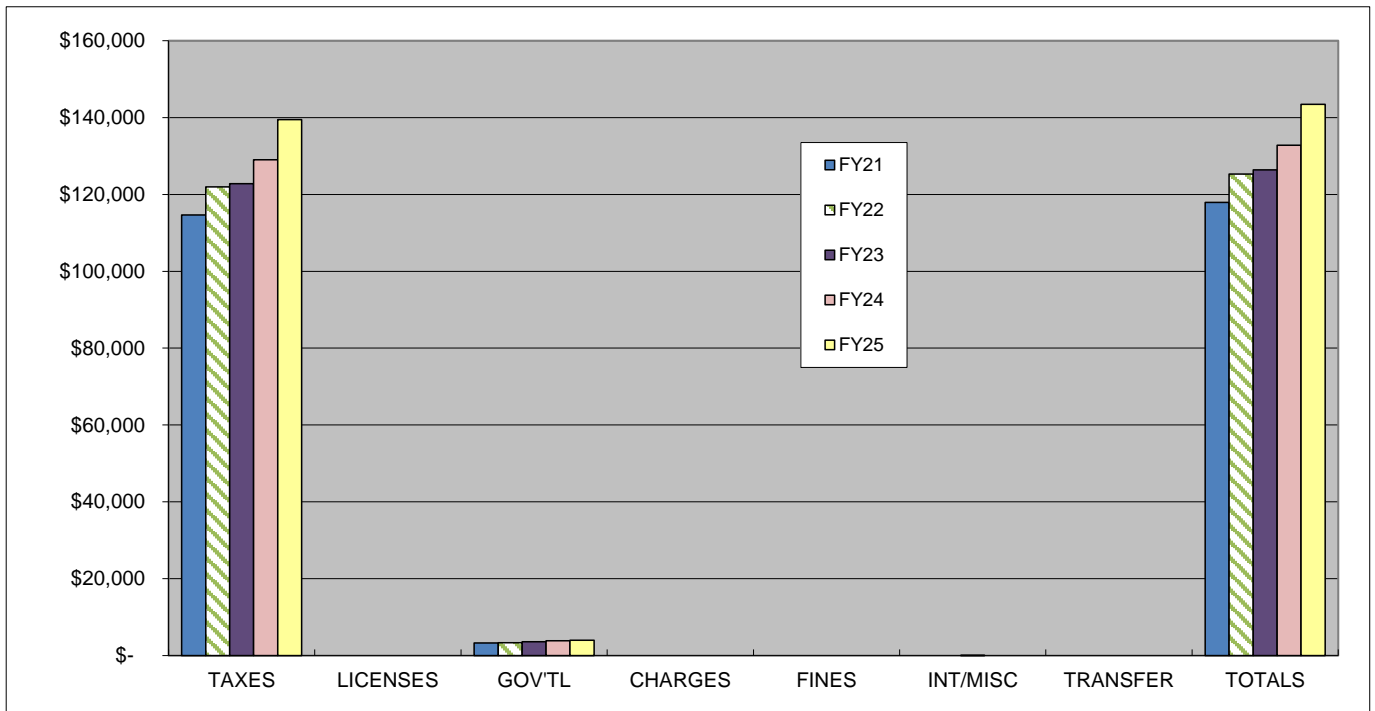 $160,000
$140,000
$120,000
$100,000
$80,000
$60,000
$40,000
$20,000
$-
FY21
FY22
FY23
FY24
FY25
TAXES LICENSES GOV'TL CHARGES FINES INT/MISC TRANSFER TOTALS